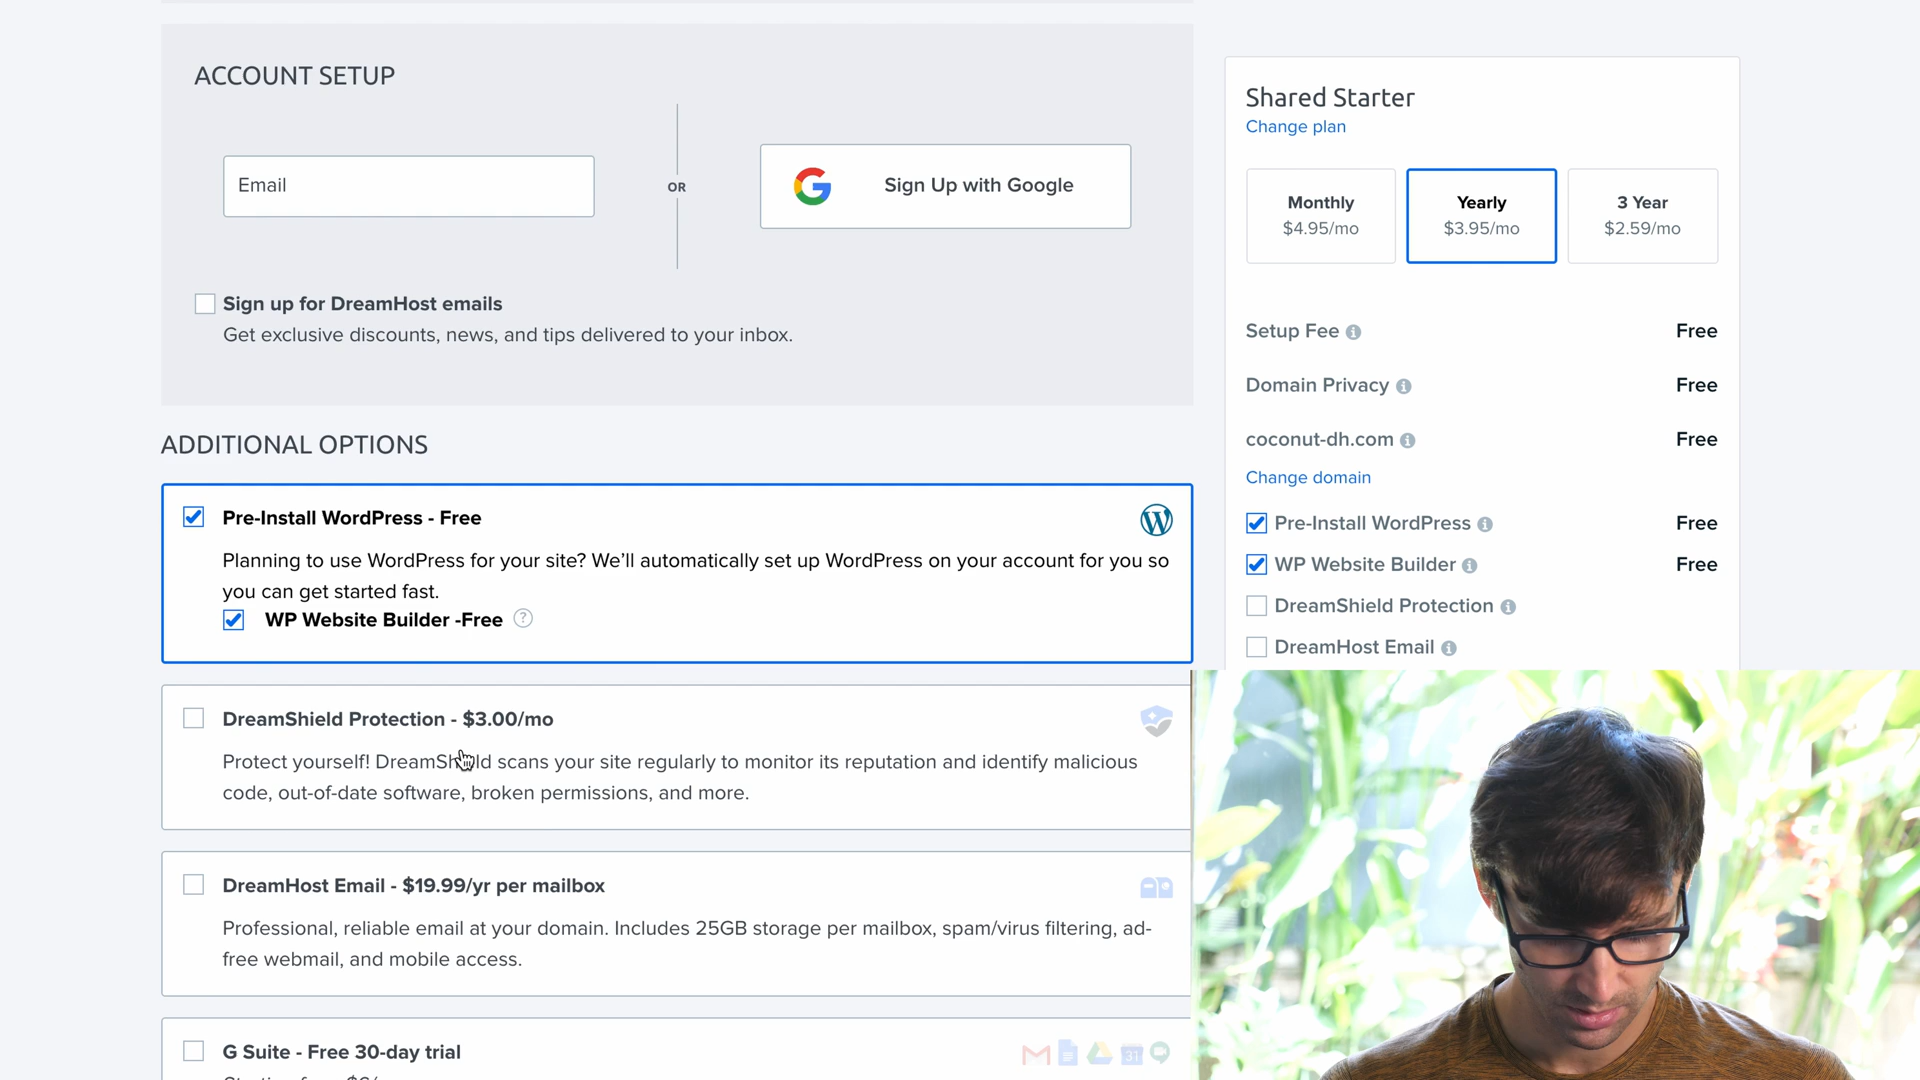 ACCOUNT SETUP
Email
OR
Sign Up with Google
Sign up for DreamHost emails
Get exclusive discounts, news, and tips delivered to your inbox.
ADDITIONAL OPTIONS
Pre-Install WordPress - Free
Planning to use WordPress for your site? We'll automatically set up WordPress on your account for you so
you can get started fast.
WP Website Builder -Free
DreamShield Protection - $3.00/mo
Protect yourself! DreamShield scans your site regularly to monitor its reputation and identify malicious
code, out-of-date software, broken permissions, and more.
DreamHost Email - $19.99/yr per mailbox
Professional, reliable email at your domain. Includes 25GB storage per mailbox, spam/virus filtering, ad-
free webmail, and mobile access.
G Suite - Free 30-day trial
31
Shared Starter
Change plan
Monthly
$4.95/mo
Yearly
$3.95/mo
3 Year
$2.59/mo
Setup Fee Free
Domain Privacy Free
coconut-dh.com Free
Change domain
Pre-Install WordPress Free
WP Website Builder Free
DreamShield Protection
DreamHost Email